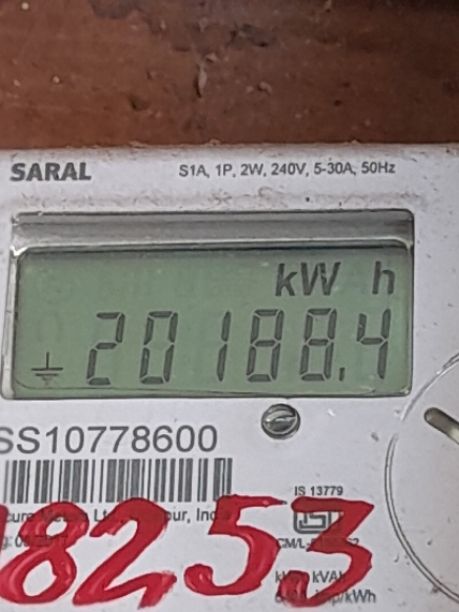 SARAL S1A, 1P, 2W, 240V, 5-30A, 50Hz
kW h
20188.4
SS10778600
IS 13779
8253